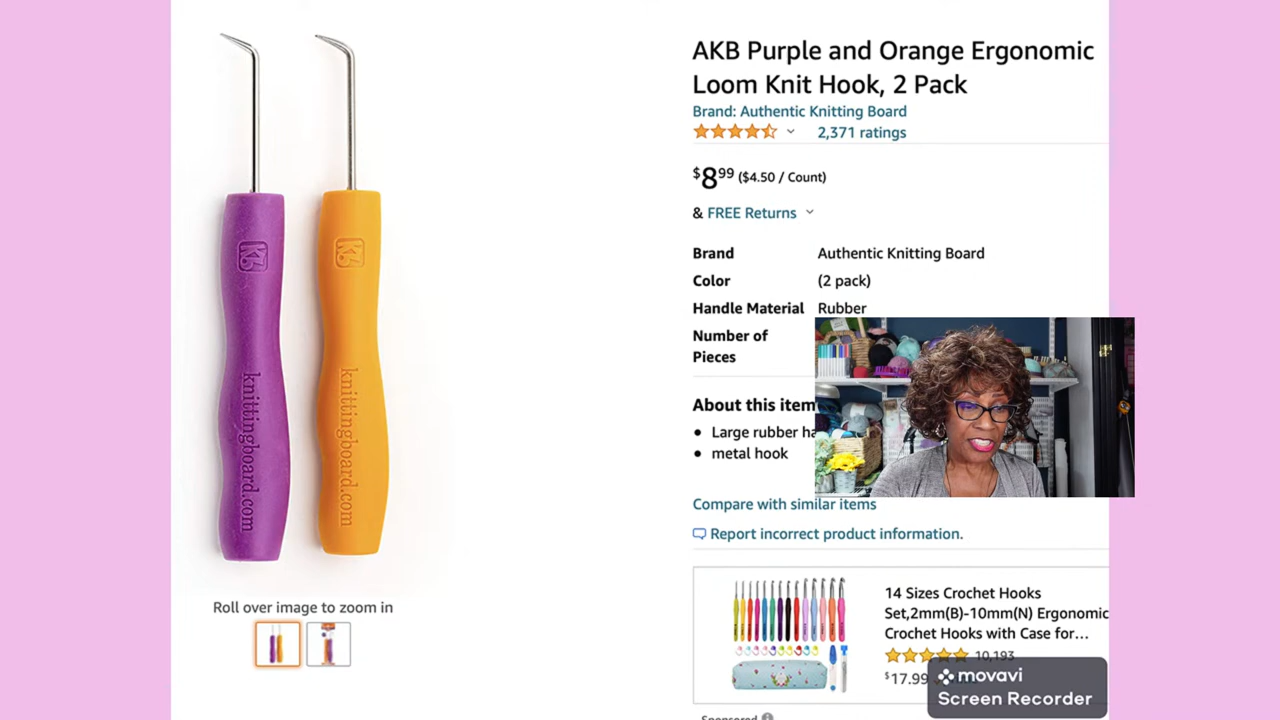 AKB Purple and Orange Ergonomic
Loom Knit Hook, 2 Pack
Brand: Authentic Knitting Board
2,371 ratings
$8.99 ($4.50 / Count)
& FREE Returns
Brand Authentic Knitting Board
Color (2 pack)
Handle Material Rubber
Number of
Pieces
About this item
Large rubber ha
metal hook
Compare with similar items
Report incorrect product information.
Kb
knittingboard.com
Kb
knittingboard.com
Roll over image to zoom in
14 Sizes Crochet Hooks
Set,2mm(B)-10mm(N) Ergonomic
Crochet Hooks with Case for...
10,193
$17.99
movavi
Screen Recorder
Sponsored